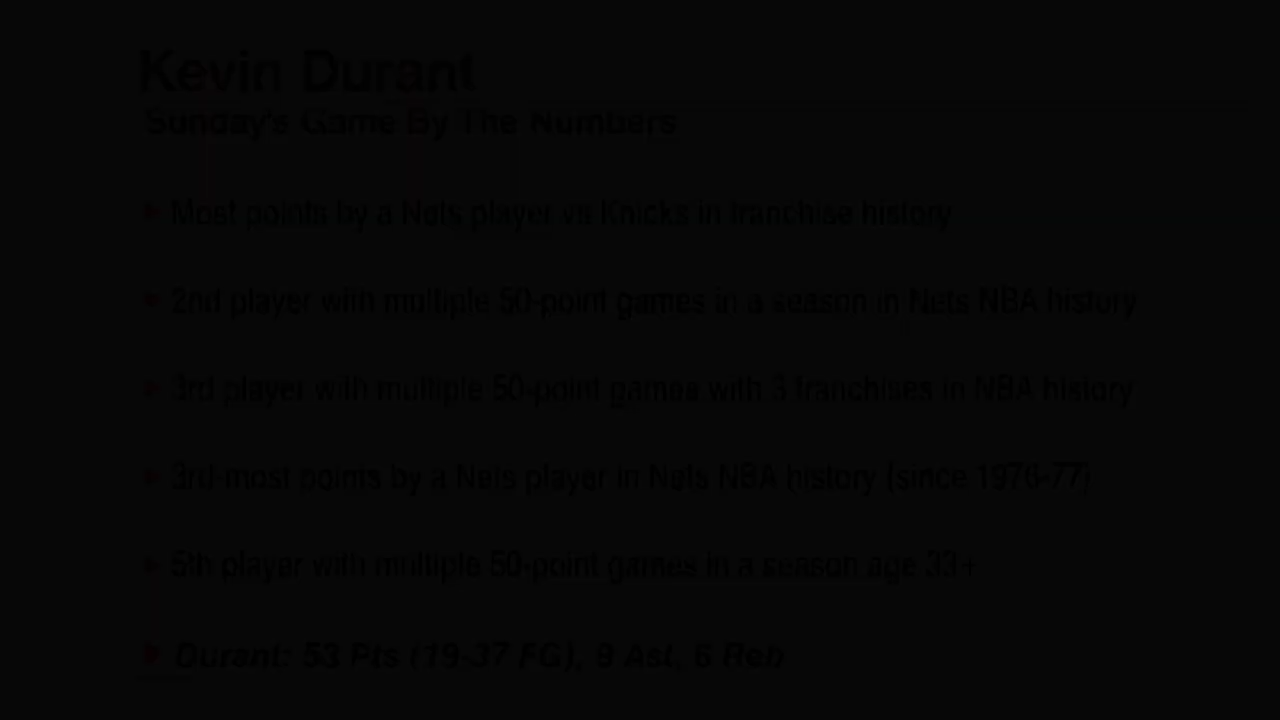 Kevin Durant
Sunday's Game By The Numbers
Most points by a Nets player vs Knicks in franchise history
2nd player with multiple 50-point games in a season in Nets NBA history
3rd player with multiple 50-point games with 3 franchises in NBA history
3rd-most points by a Nets player in Nets NBA history (since 1976-77)
5th player with multiple 50-point games in a season age 33+
Durant: 53 Pts (19-37 FG), 9 Ast, 6 Reb